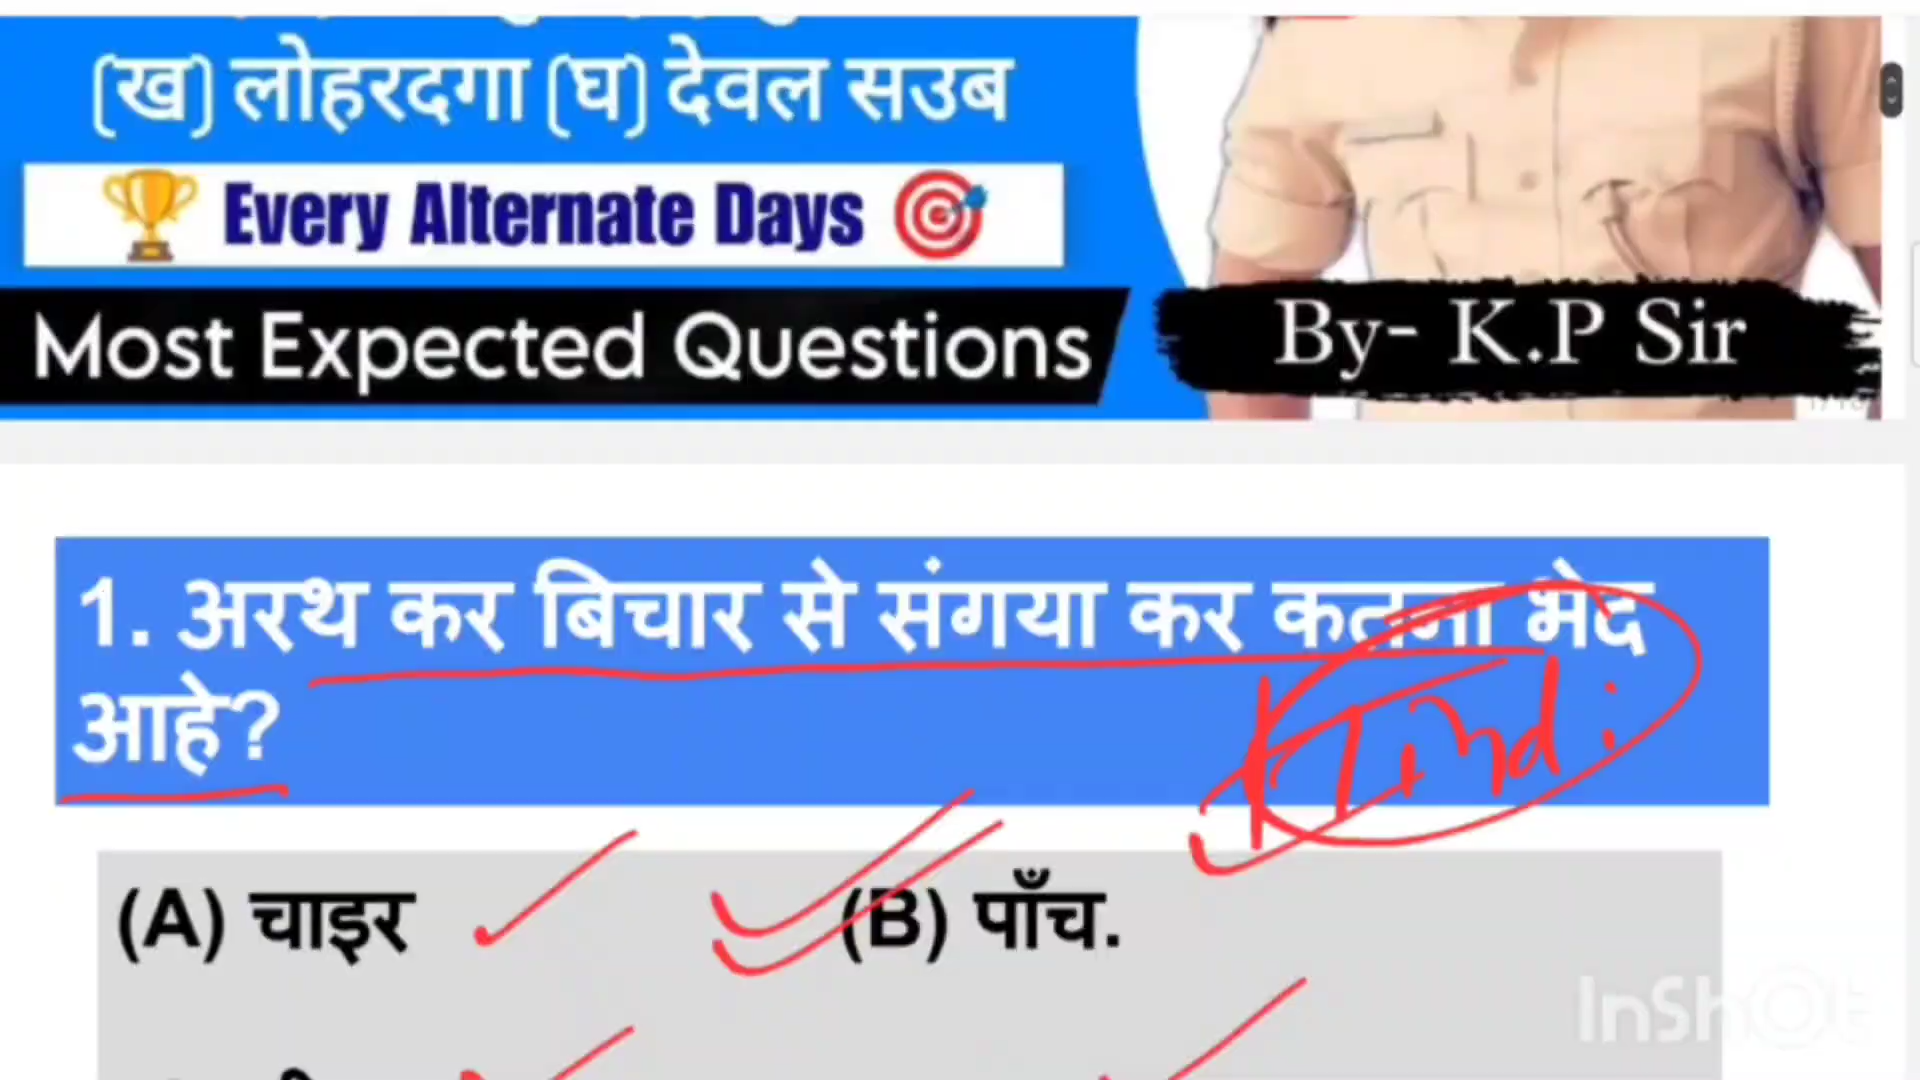 (ख) लोहरदगा (घ) देवल सउब
Every Alternate Days
Most Expected Questions
By- K.P Sir
1. अरथ कर बिचार से संगया कर कतना भेद
आहे?
(A) चाइर (B) पाँच.
InShOt